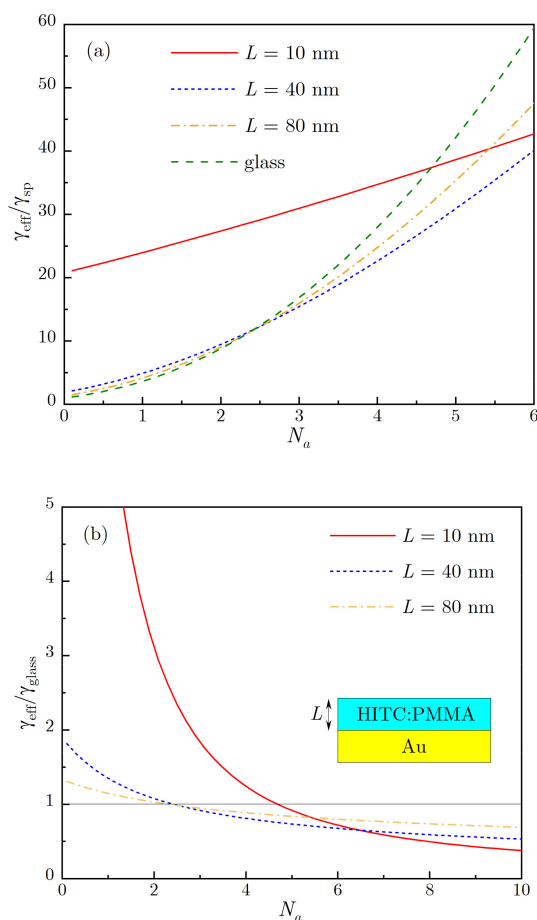 60
50
40
30
20
10
0
γeff/γsp
(a)
L = 10 nm
L = 40 nm
L = 80 nm
glass
0 1 2 3 4 5 6
Na
5
4
3
2
1
0
γeff/γglass
(b)
L = 10 nm
L = 40 nm
L = 80 nm
L
HITC:PMMA
Au
0 2 4 6 8 10
Na